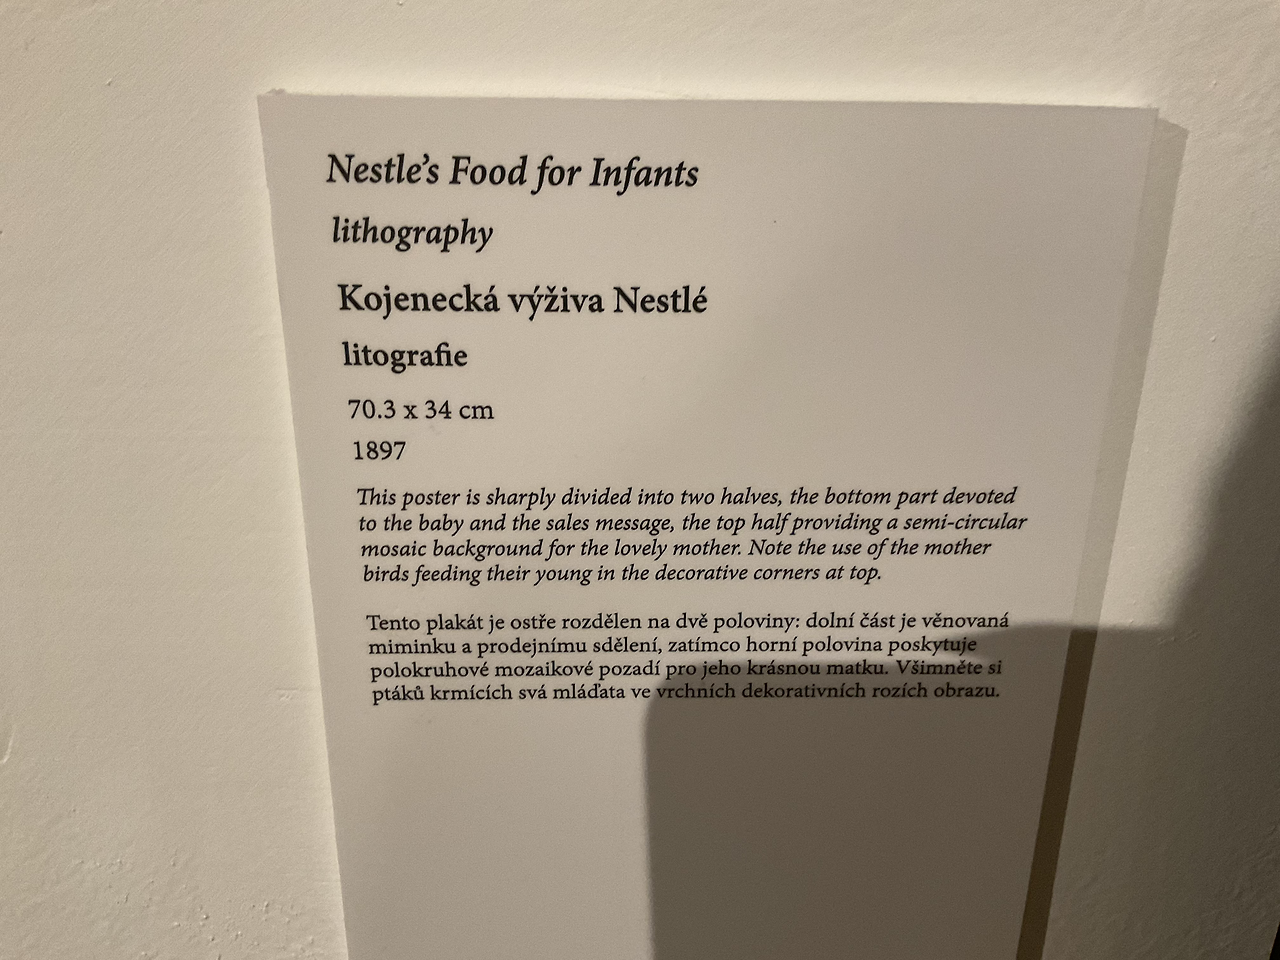 Nestle’s Food for Infants
lithography
Kojenecká výživa Nestlé
litografie
70.3 x 34 cm
1897
This poster is sharply divided into two halves, the bottom part devoted
to the baby and the sales message, the top half providing a semi-circular
mosaic background for the lovely mother. Note the use of the mother
birds feeding their young in the decorative corners at top.
Tento plakát je ostře rozdělen na dvě poloviny: dolní část je věnovaná
miminku a prodejnímu sdělení, zatímco horní polovina poskytuje
polokruhové mozaikové pozadí pro jeho krásnou matku. Všimněte si
ptáků krmících svá mláďata ve vrchních dekorativních rozích obrazu.